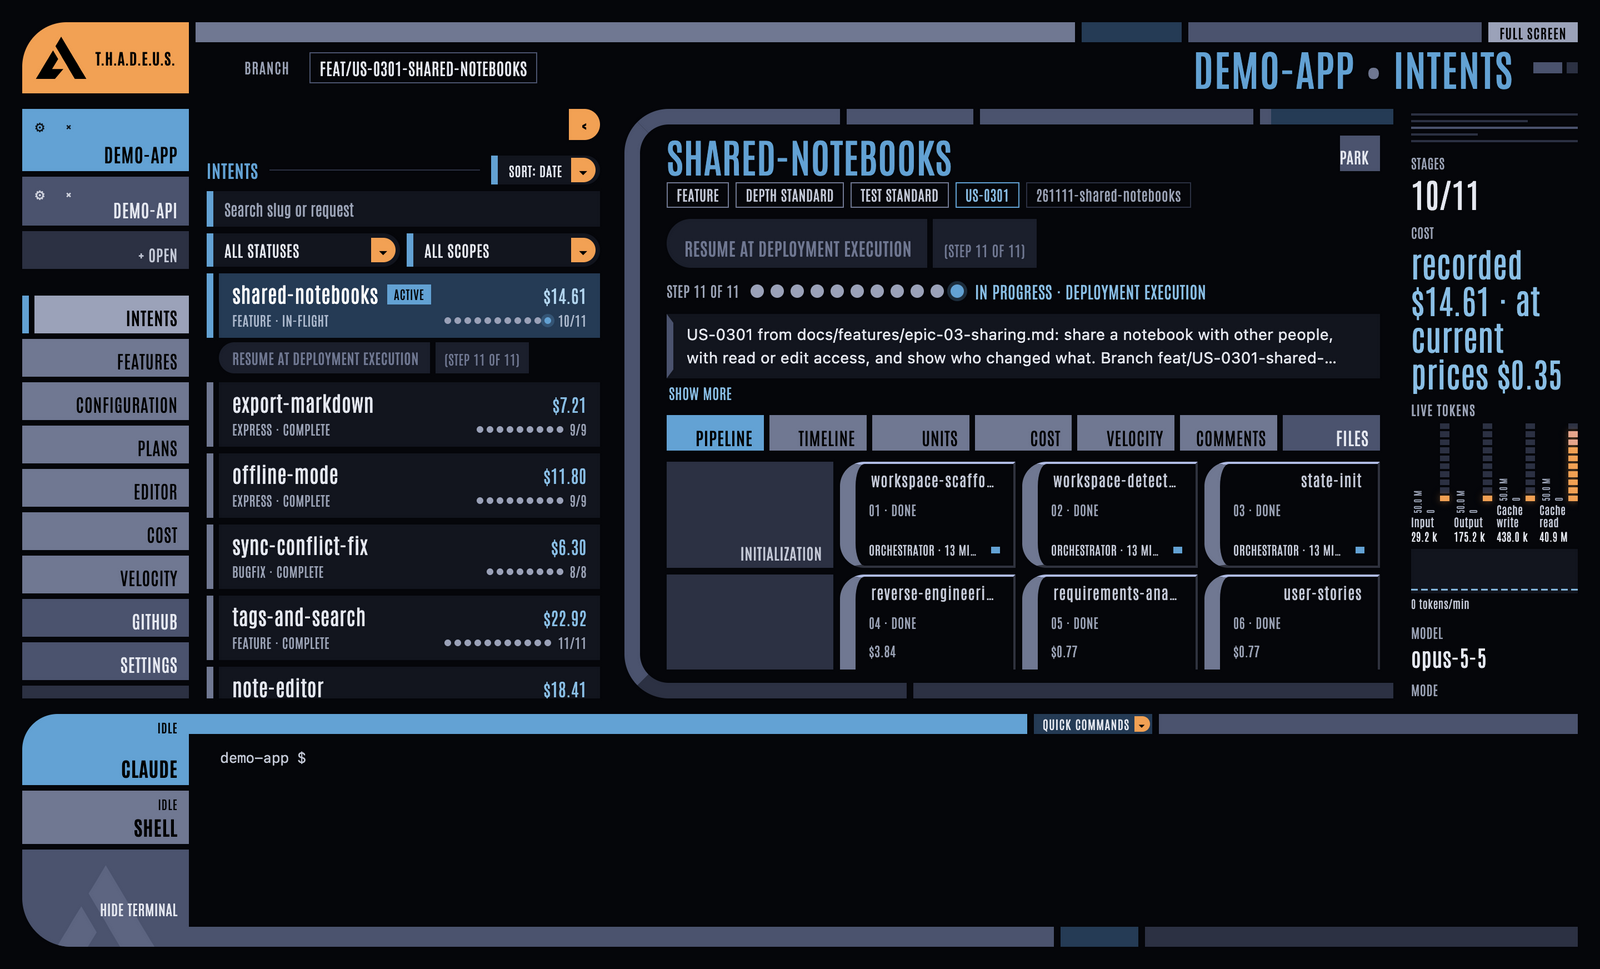 T.H.A.D.E.U.S.
FULL SCREEN
BRANCH
FEAT/US-0301-SHARED-NOTEBOOKS
DEMO-APP • INTENTS
DEMO-APP
DEMO-API
+ OPEN
INTENTS
FEATURES
CONFIGURATION
PLANS
EDITOR
COST
VELOCITY
GITHUB
SETTINGS
INTENTS
SORT: DATE
Search slug or request
ALL STATUSES
ALL SCOPES
shared-notebooks ACTIVE $14.61
FEATURE · IN-FLIGHT 10/11
RESUME AT DEPLOYMENT EXECUTION (STEP 11 OF 11)
export-markdown $7.21
EXPRESS · COMPLETE 9/9
offline-mode $11.80
EXPRESS · COMPLETE 9/9
sync-conflict-fix $6.30
BUGFIX · COMPLETE 8/8
tags-and-search $22.92
FEATURE · COMPLETE 11/11
note-editor $18.41
SHARED-NOTEBOOKS
PARK
FEATURE DEPTH STANDARD TEST STANDARD US-0301 261111-shared-notebooks
RESUME AT DEPLOYMENT EXECUTION (STEP 11 OF 11)
STEP 11 OF 11 IN PROGRESS · DEPLOYMENT EXECUTION
US-0301 from docs/features/epic-03-sharing.md: share a notebook with other people,
with read or edit access, and show who changed what. Branch feat/US-0301-shared-…
SHOW MORE
PIPELINE TIMELINE UNITS COST VELOCITY COMMENTS FILES
INITIALIZATION
workspace-scaffo…
01 · DONE
ORCHESTRATOR · 13 MI…
workspace-detect…
02 · DONE
ORCHESTRATOR · 13 MI…
state-init
03 · DONE
ORCHESTRATOR · 13 MI…
reverse-engineeri…
04 · DONE
$3.84
requirements-ana…
05 · DONE
$0.77
user-stories
06 · DONE
$0.77
STAGES
10/11
COST
recorded
$14.61 · at
current
prices $0.35
LIVE TOKENS
50.0 M 0
50.0 M 0
50.0 M 0
50.0 M 0
Input
29.2 k
Output
175.2 k
Cache
write
438.0 k
Cache
read
40.9 M
0 tokens/min
MODEL
opus-5-5
MODE
IDLE
CLAUDE
IDLE
SHELL
HIDE TERMINAL
QUICK COMMANDS
demo-app $